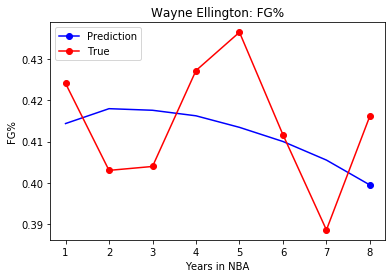 Wayne Ellington: FG%
Prediction
True
FG%
0.43
0.42
0.41
0.40
0.39
1 2 3 4 5 6 7 8
Years in NBA